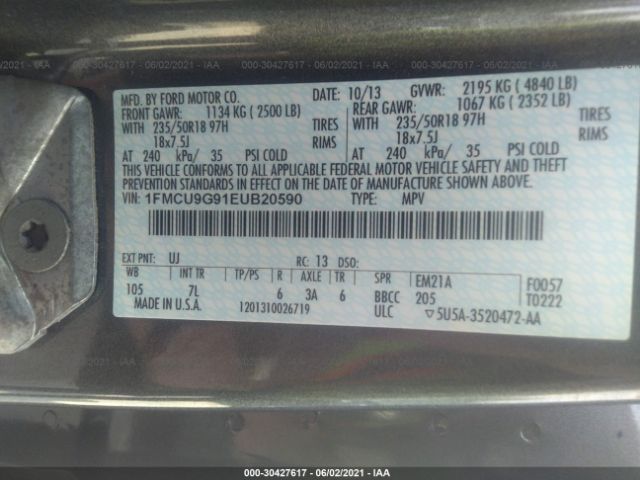 000-30427617 - 06/02/2021 - IAA
MFD. BY FORD MOTOR CO. DATE: 10/13 GVWR: 2195 KG ( 4840 LB)
FRONT GAWR: 1134 KG ( 2500 LB) REAR GAWR: 1067 KG ( 2352 LB)
WITH 235/50R18 97H TIRES WITH 235/50R18 97H TIRES
18x7.5J RIMS 18x7.5J RIMS
AT 240 kPa/ 35 PSI COLD AT 240 kPa/ 35 PSI COLD
THIS VEHICLE CONFORMS TO ALL APPLICABLE FEDERAL MOTOR VEHICLE SAFETY AND THEFT
PREVENTION STANDARDS IN EFFECT ON THE DATE OF MANUFACTURE SHOWN ABOVE.
VIN: 1FMCU9G91EUB20590 TYPE: MPV
EXT PNT: UJ RC: 13 DSO:
WB INT TR TP/PS R AXLE TR SPR EM21A F0057
105 7L 6 3A 6 BBCC 205 T0222
MADE IN U.S.A. 1201310026719 ULC 5U5A-3520472-AA
000-30427617 - 06/02/2021 - IAA